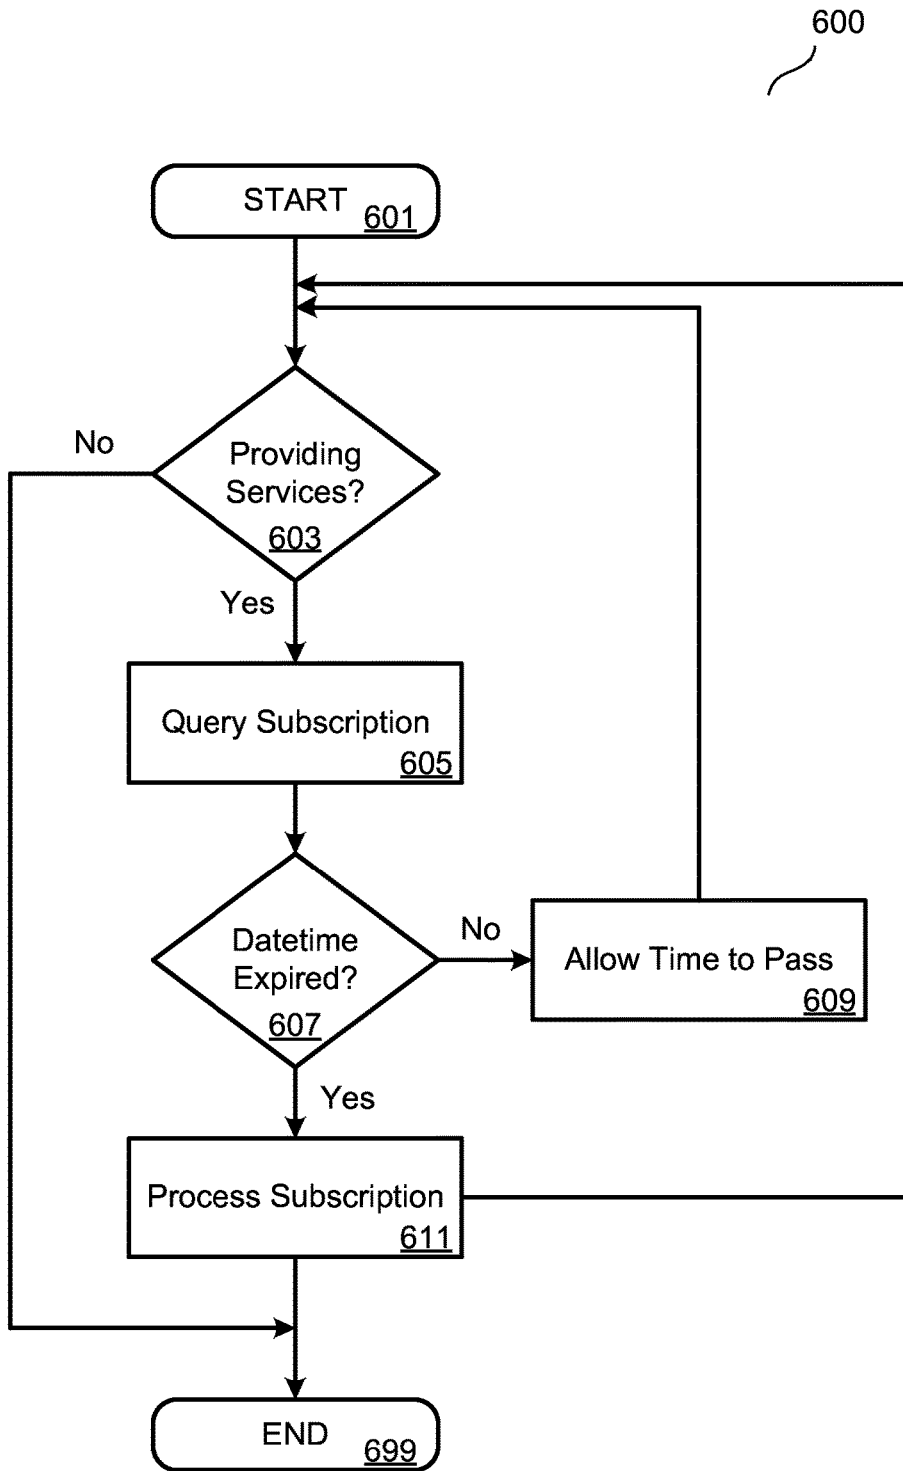 600
START
601
No
Providing
Services?
603
Yes
Query Subscription
605
Datetime
Expired?
607
No
Allow Time to Pass
609
Yes
Process Subscription
611
END
699